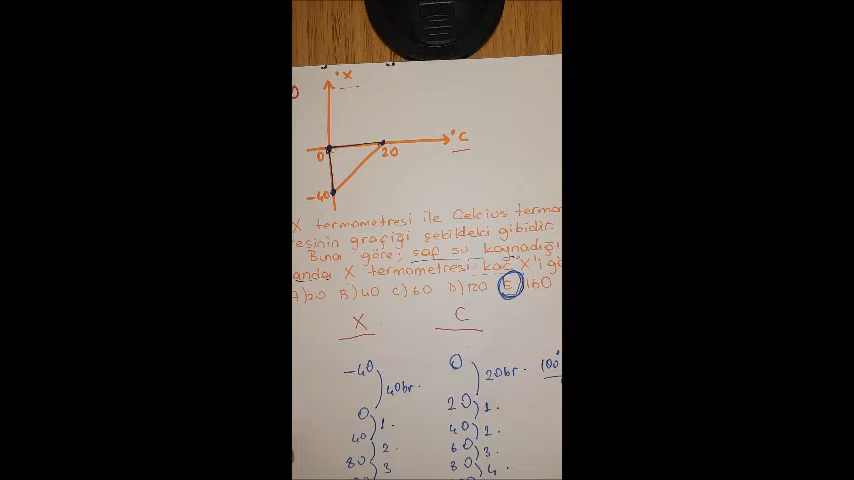 °X
°C
0
20
-40
X termometresi ile Celcius termo
resinin grafiği şekildeki gibidir.
Buna göre; saf su kaynadığı
anda X termometresi kaç °X'i gö
A) 20 B) 40 C) 60 D) 120 E) 160
X C
-40 0
40br. 20br. 100°
0 20 1.
1.
40 40 2.
2.
80 60 3.
3 80 4.